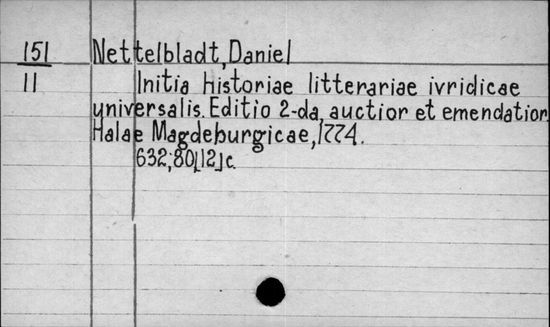 151 Nettelbladt, Daniel
11 Initia historiae litterariae ivridicae
universalis. Editio 2-da, auctior et emendatior.
Halae Magdeburgicae, 1774.
632; 80[12]c.